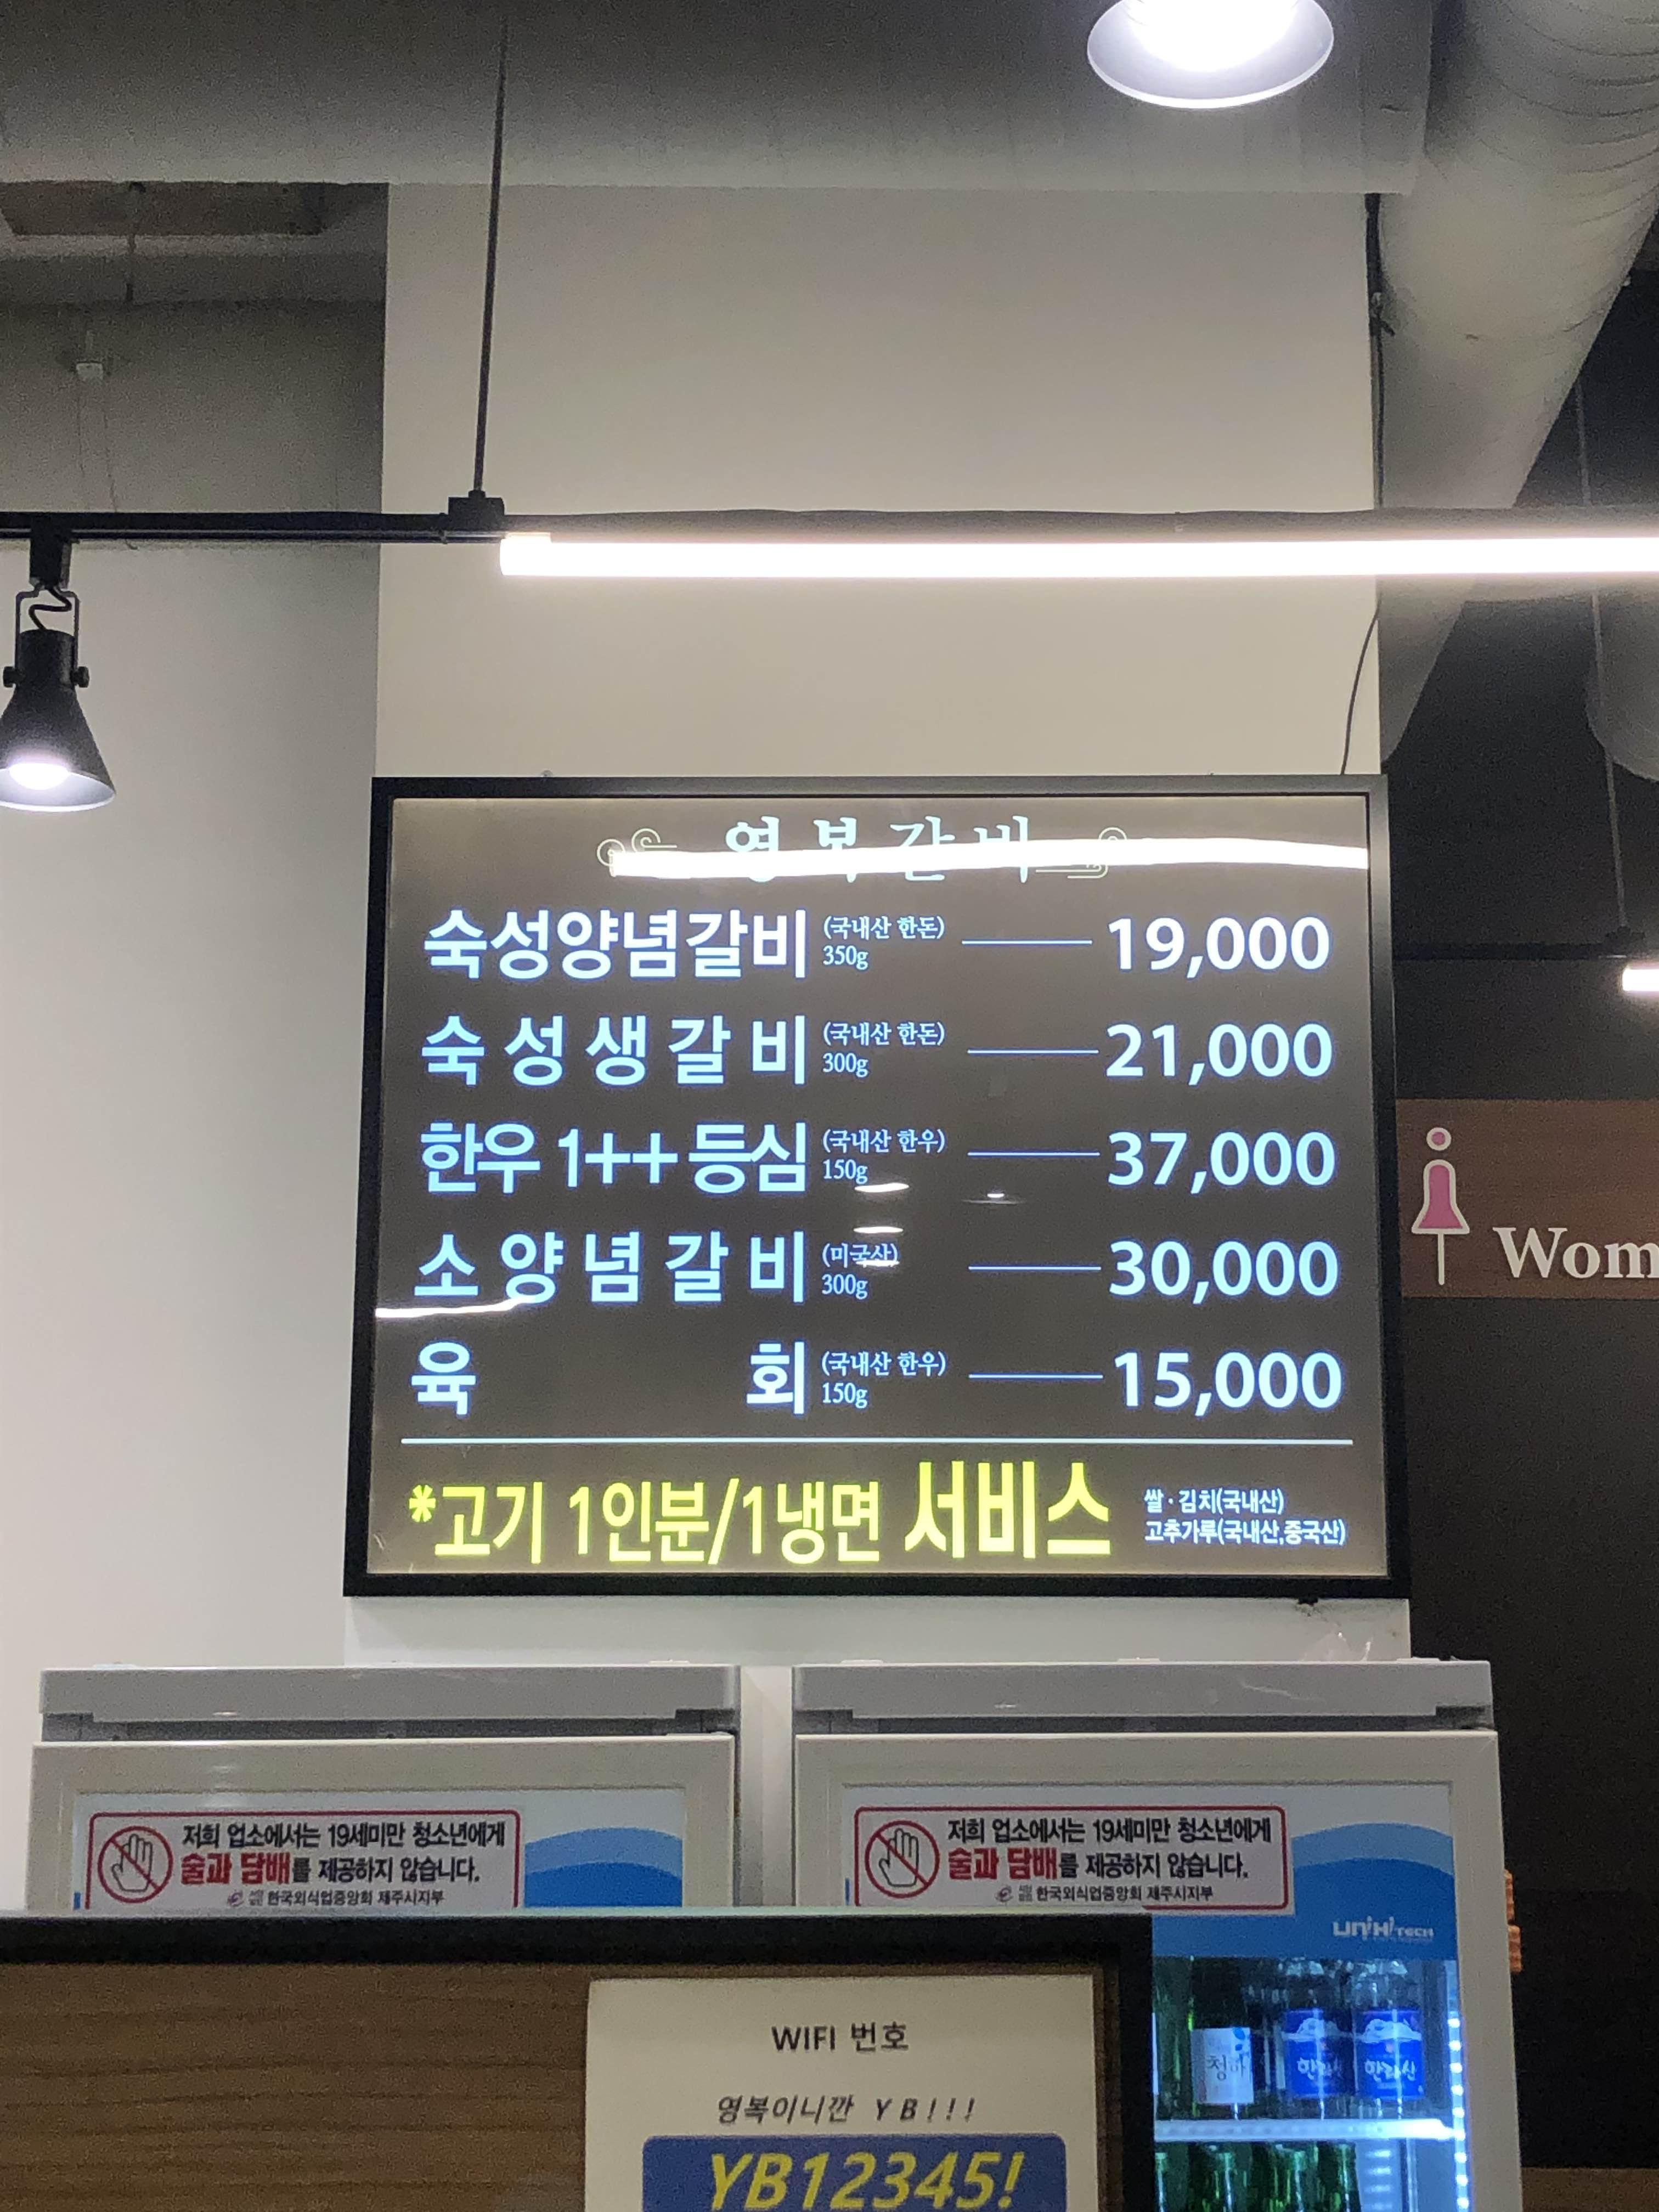 영복갈비
숙성양념갈비 (국내산 한돈) 350g 19,000
숙성생갈비 (국내산 한돈) 300g 21,000
한우 1++ 등심 (국내산 한우) 150g 37,000
소양념갈비 (미국산) 300g 30,000
육회 (국내산 한우) 150g 15,000
*고기 1인분/1냉면 서비스
쌀·김치(국내산)
고추가루(국내산,중국산)
Wom
저희 업소에서는 19세미만 청소년에게
술과 담배를 제공하지 않습니다.
한국외식업중앙회 제주시지부
저희 업소에서는 19세미만 청소년에게
술과 담배를 제공하지 않습니다.
한국외식업중앙회 제주시지부
UNiHiTECH
한라산
한라산
WIFI 번호
영복이니깐 YB!!!
YB12345!